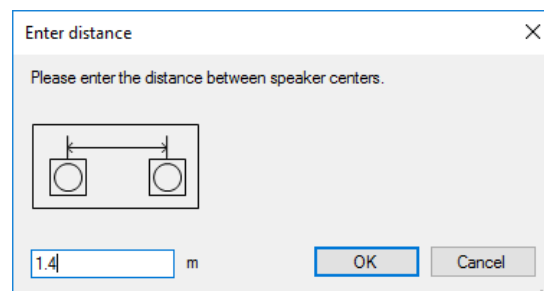 Enter distance
Please enter the distance between speaker centers.
1.4 m
OK Cancel